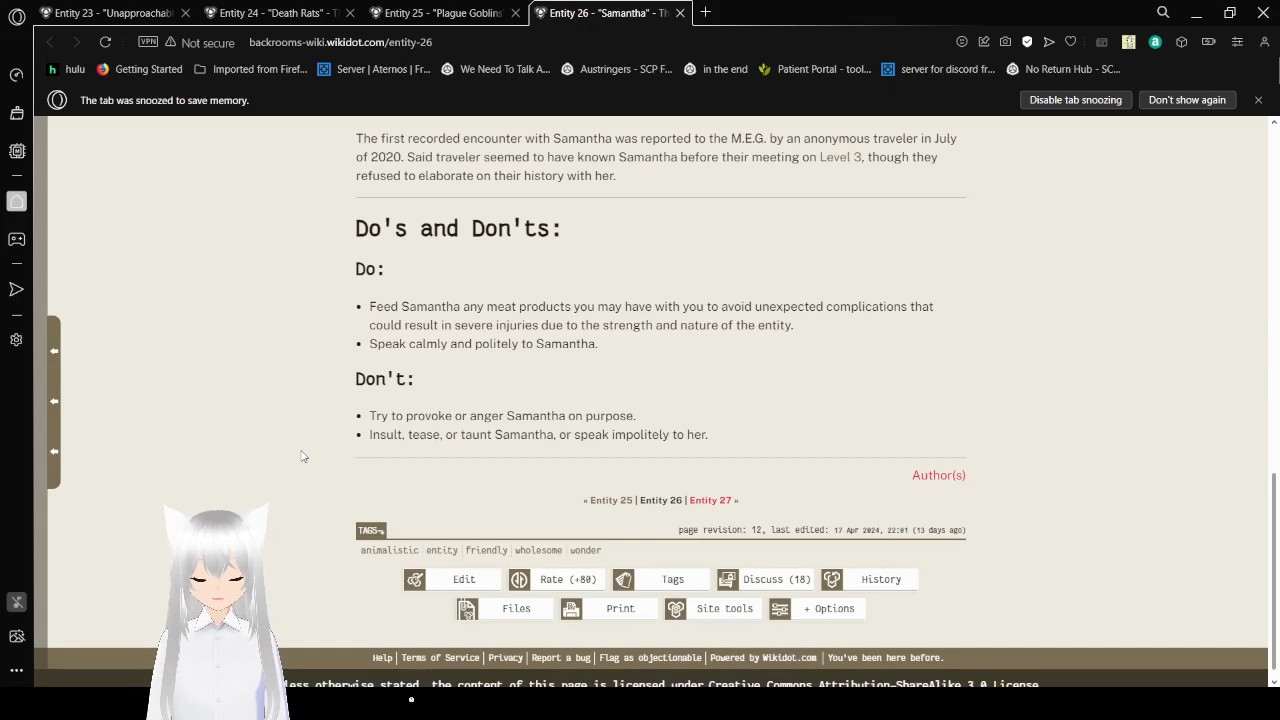 Entity 23 - "Unapproachabl
Entity 24 - "Death Rats" - T
Entity 25 - "Plague Goblins
Entity 26 - "Samantha" - Th
VPN
Not secure
backrooms-wiki.wikidot.com/entity-26
hulu
Getting Started
Imported from Firef...
Server | Aternos | Fr...
We Need To Talk A...
Austringers - SCP F...
in the end
Patient Portal - tool...
server for discord fr...
No Return Hub - SC...
The tab was snoozed to save memory.
Disable tab snoozing
Don't show again
The first recorded encounter with Samantha was reported to the M.E.G. by an anonymous traveler in July
of 2020. Said traveler seemed to have known Samantha before their meeting on Level 3, though they
refused to elaborate on their history with her.
Do's and Don'ts:
Do:
• Feed Samantha any meat products you may have with you to avoid unexpected complications that
could result in severe injuries due to the strength and nature of the entity.
• Speak calmly and politely to Samantha.
Don't:
• Try to provoke or anger Samantha on purpose.
• Insult, tease, or taunt Samantha, or speak impolitely to her.
Author(s)
« Entity 25 | Entity 26 | Entity 27 »
TAGS
page revision: 12, last edited: 17 Apr 2024, 22:01 (13 days ago)
animalistic entity friendly wholesome wonder
Edit
Rate (+80)
Tags
Discuss (18)
History
Files
Print
Site tools
+ Options
Help | Terms of Service | Privacy | Report a bug | Flag as objectionable | Powered by Wikidot.com | You've been here before.
less otherwise stated, the content of this page is licensed under Creative Commons Attribution-ShareAlike 3.0 License